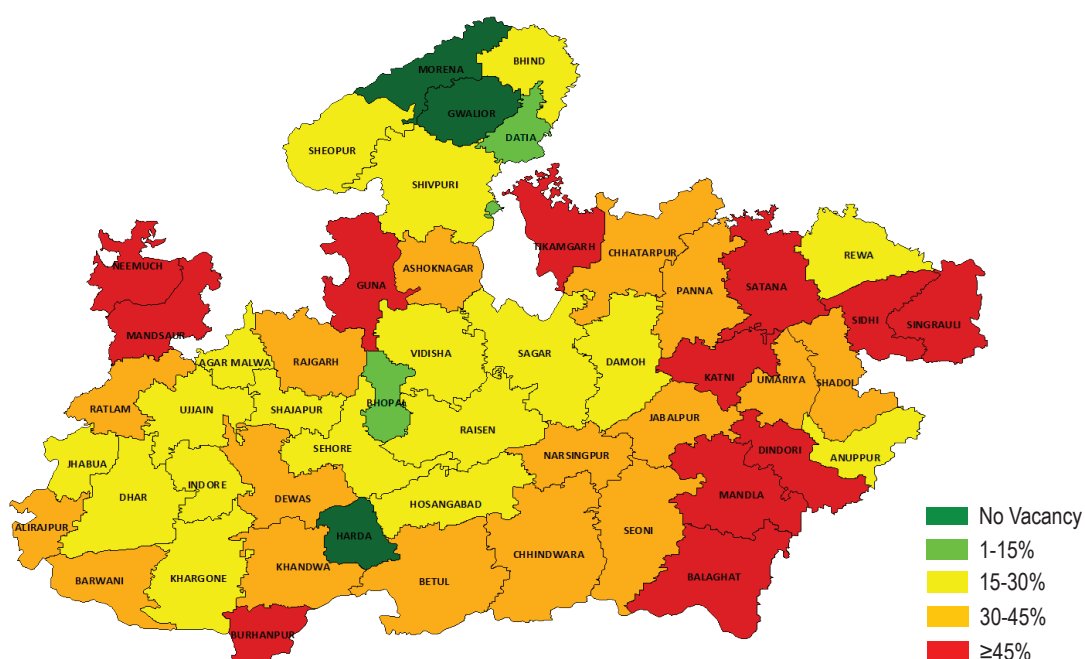 BHIND
MORENA
GWALIOR
DATIA
SHEOPUR
SHIVPURI
TIKAMGARH
CHHATARPUR
REWA
NEEMUCH
ASHOKNAGAR
GUNA
PANNA
SATANA
SIDHI
SINGRAULI
MANDSAUR
AGAR MALWA
RAJGARH
VIDISHA
SAGAR
DAMOH
KATNI
UMARIYA
SHADOL
RATLAM
UJJAIN
SHAJAPUR
BHOPAL
RAISEN
JABALPUR
JHABUA
SEHORE
NARSINGPUR
DINDORI
ANUPPUR
DHAR
INDORE
DEWAS
HOSANGABAD
MANDLA
ALIRAJPUR
HARDA
CHHINDWARA
SEONI
BARWANI
KHARGONE
KHANDWA
BETUL
BALAGHAT
BURHANPUR
No Vacancy
1-15%
15-30%
30-45%
≥45%